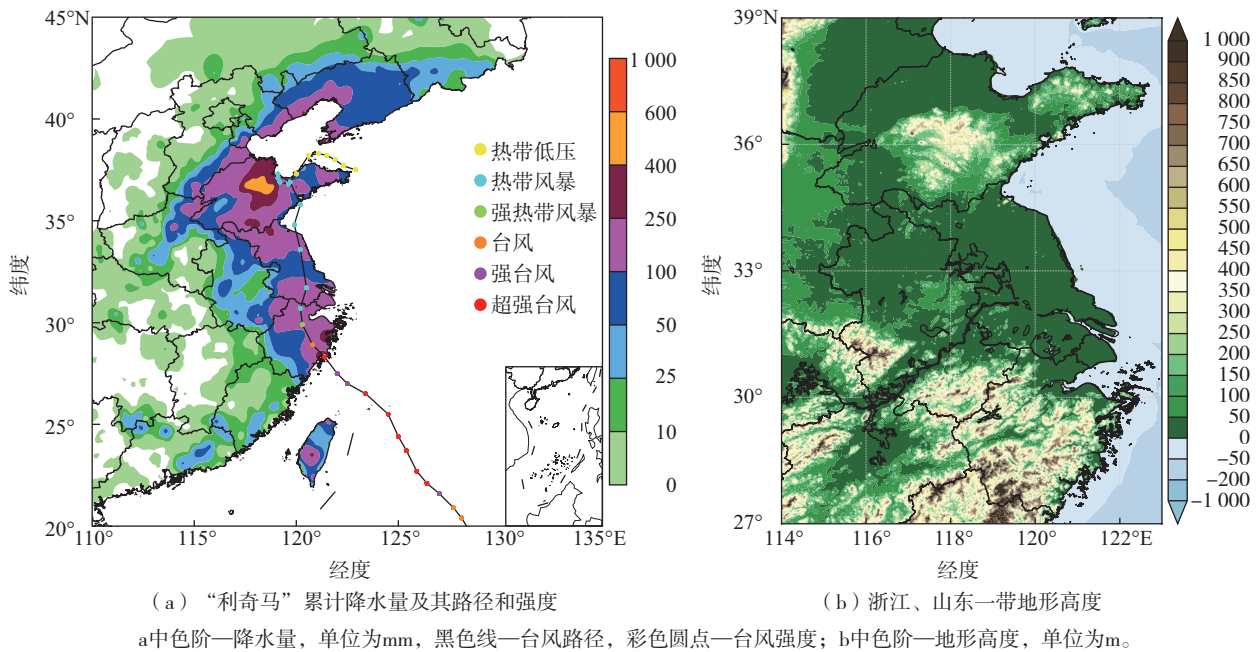 45°N
40°
35°
30°
25°
20°
110°
115°
120°
125°
130°
135°E
纬度
经度
热带低压
热带风暴
强热带风暴
台风
强台风
超强台风
1 000
600
400
250
100
50
25
10
0
39°N
36°
33°
30°
27°
114°
116°
118°
120°
122°E
纬度
经度
1 000
900
850
800
750
700
650
600
550
500
450
400
350
300
250
200
150
100
50
0
−50
−200
−1 000
（a）“利奇马”累计降水量及其路径和强度
（b）浙江、山东一带地形高度
a中色阶—降水量，单位为mm，黑色线—台风路径，彩色圆点—台风强度；b中色阶—地形高度，单位为m。